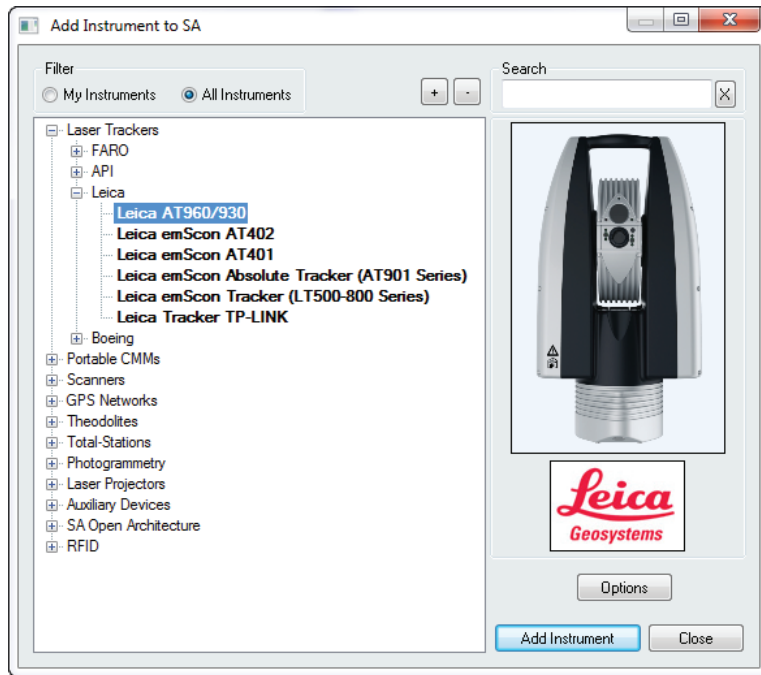 Add Instrument to SA
X
Filter
My Instruments
All Instruments
+
-
Search
X
Laser Trackers
FARO
API
Leica
Leica AT960/930
Leica emScon AT402
Leica emScon AT401
Leica emScon Absolute Tracker (AT901 Series)
Leica emScon Tracker (LT500-800 Series)
Leica Tracker TP-LINK
Boeing
Portable CMMs
Scanners
GPS Networks
Theodolites
Total-Stations
Photogrammetry
Laser Projectors
Auxiliary Devices
SA Open Architecture
RFID
Leica
Geosystems
Options
Add Instrument
Close